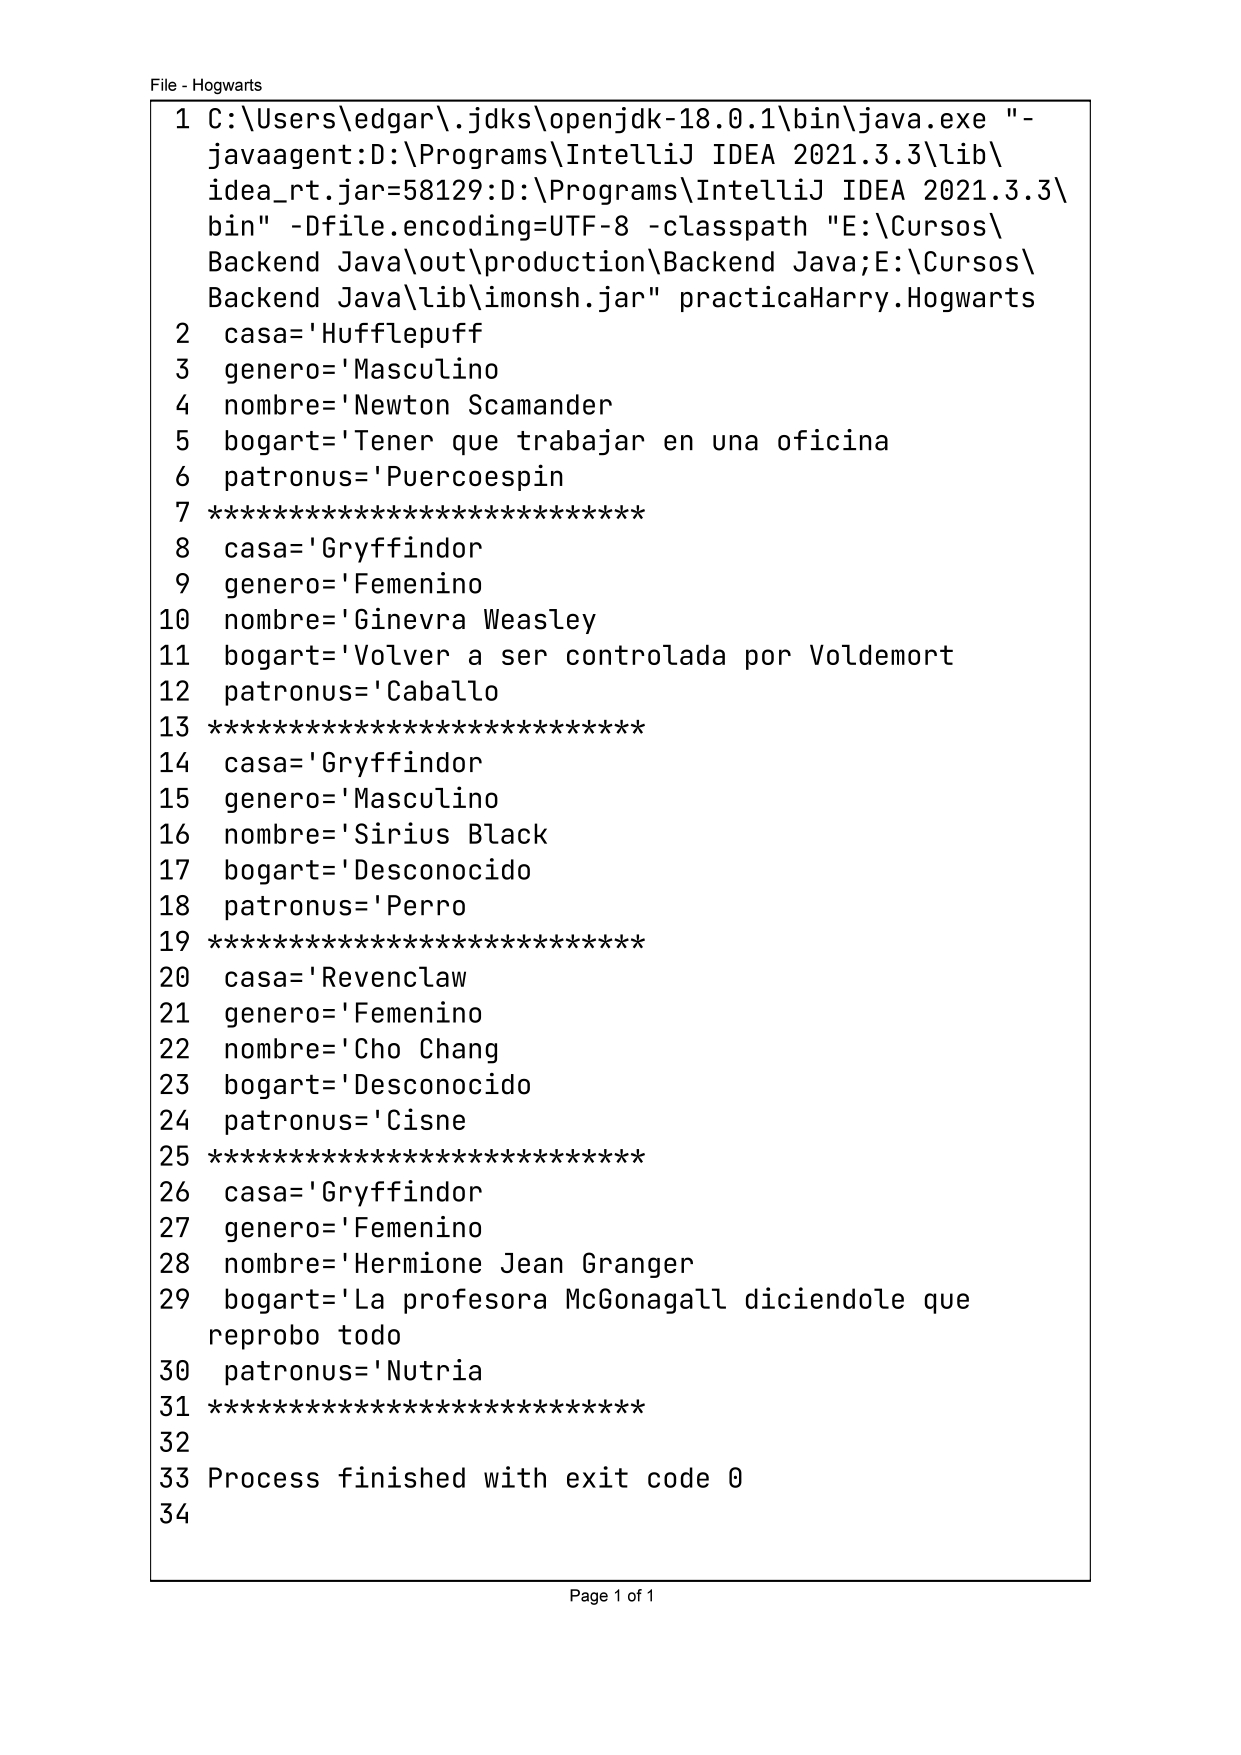 File - Hogwarts
1 C:\Users\edgar\.jdks\openjdk-18.0.1\bin\java.exe "-
javaagent:D:\Programs\IntelliJ IDEA 2021.3.3\lib\
idea_rt.jar=58129:D:\Programs\IntelliJ IDEA 2021.3.3\
bin" -Dfile.encoding=UTF-8 -classpath "E:\Cursos\
Backend Java\out\production\Backend Java;E:\Cursos\
Backend Java\lib\imonsh.jar" practicaHarry.Hogwarts
2  casa='Hufflepuff
3  genero='Masculino
4  nombre='Newton Scamander
5  bogart='Tener que trabajar en una oficina
6  patronus='Puercoespin
7 ***************************
8  casa='Gryffindor
9  genero='Femenino
10  nombre='Ginevra Weasley
11  bogart='Volver a ser controlada por Voldemort
12  patronus='Caballo
13 ***************************
14  casa='Gryffindor
15  genero='Masculino
16  nombre='Sirius Black
17  bogart='Desconocido
18  patronus='Perro
19 ***************************
20  casa='Revenclaw
21  genero='Femenino
22  nombre='Cho Chang
23  bogart='Desconocido
24  patronus='Cisne
25 ***************************
26  casa='Gryffindor
27  genero='Femenino
28  nombre='Hermione Jean Granger
29  bogart='La profesora McGonagall diciendole que
reprobo todo
30  patronus='Nutria
31 ***************************
32
33 Process finished with exit code 0
34
Page 1 of 1